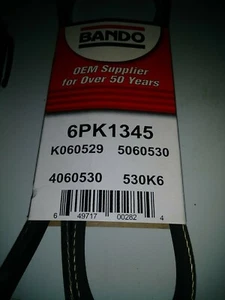 BANDO
OEM Supplier
for Over 50 Years
6PK1345
K060529 5060530
4060530 530K6
6 49717 00282 4